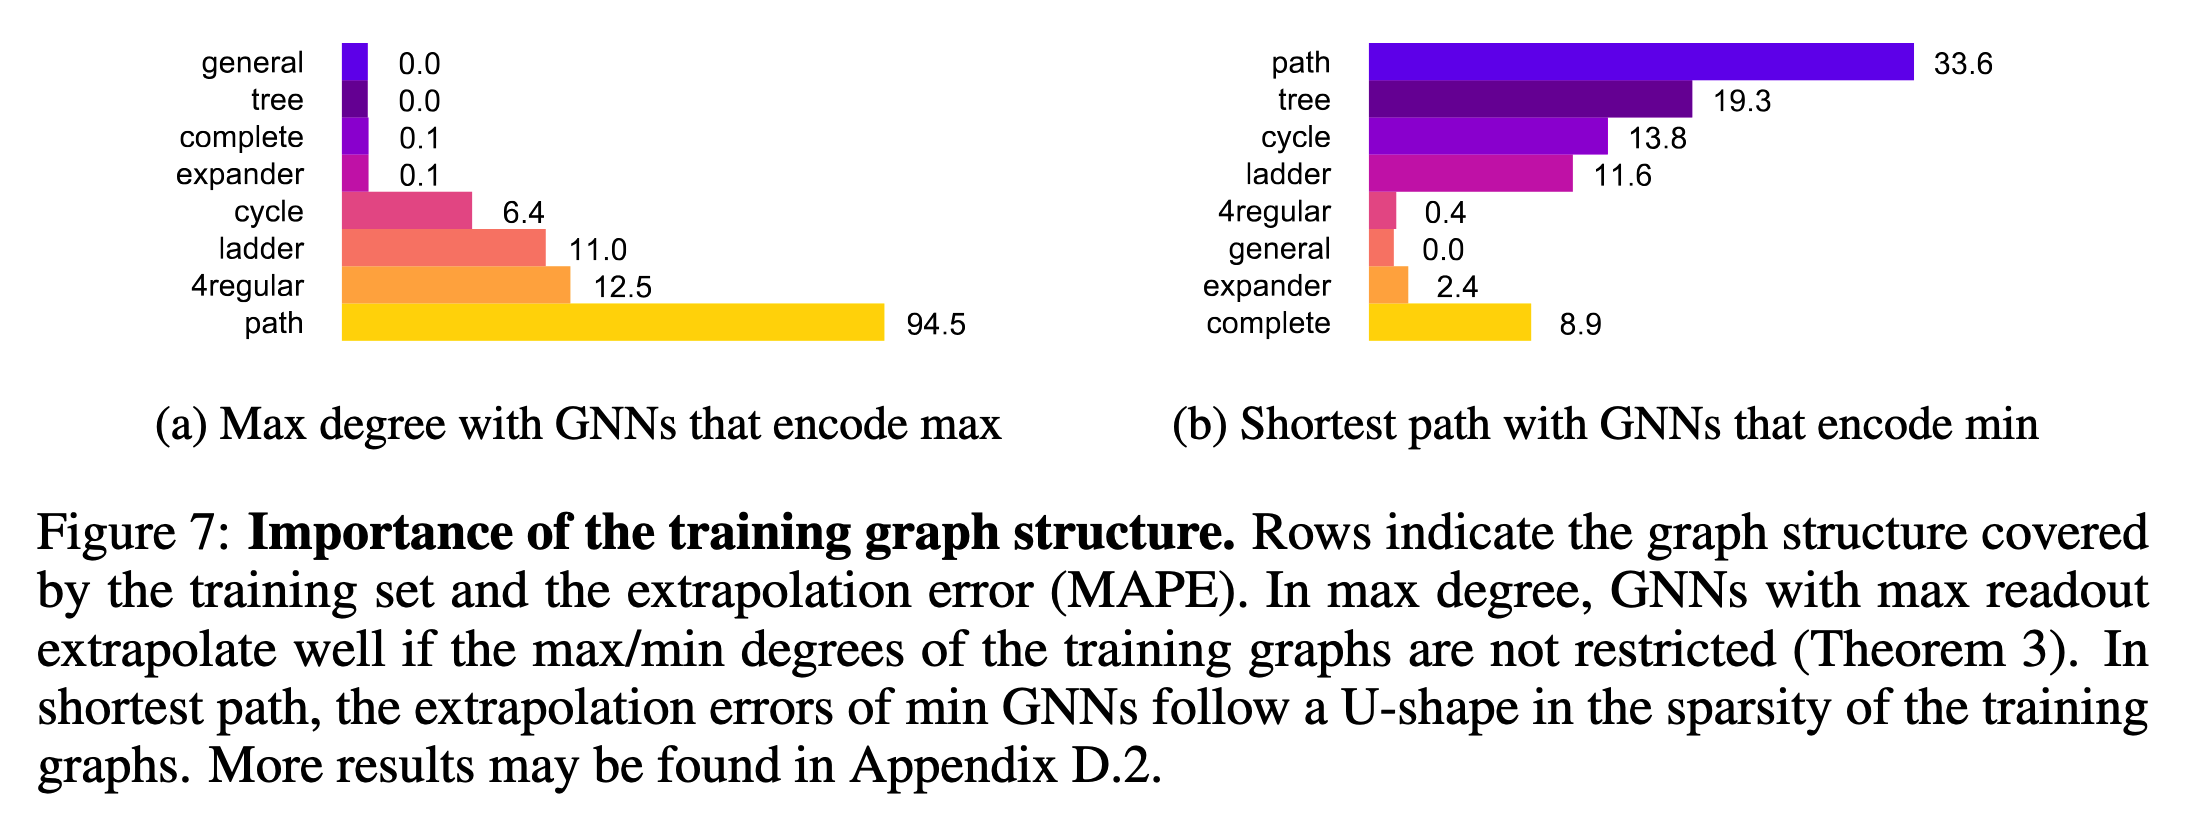 general 0.0
tree 0.0
complete 0.1
expander 0.1
cycle 6.4
ladder 11.0
4regular 12.5
path 94.5
(a) Max degree with GNNs that encode max
path 33.6
tree 19.3
cycle 13.8
ladder 11.6
4regular 0.4
general 0.0
expander 2.4
complete 8.9
(b) Shortest path with GNNs that encode min
Figure 7: Importance of the training graph structure. Rows indicate the graph structure covered
by the training set and the extrapolation error (MAPE). In max degree, GNNs with max readout
extrapolate well if the max/min degrees of the training graphs are not restricted (Theorem 3). In
shortest path, the extrapolation errors of min GNNs follow a U-shape in the sparsity of the training
graphs. More results may be found in Appendix D.2.